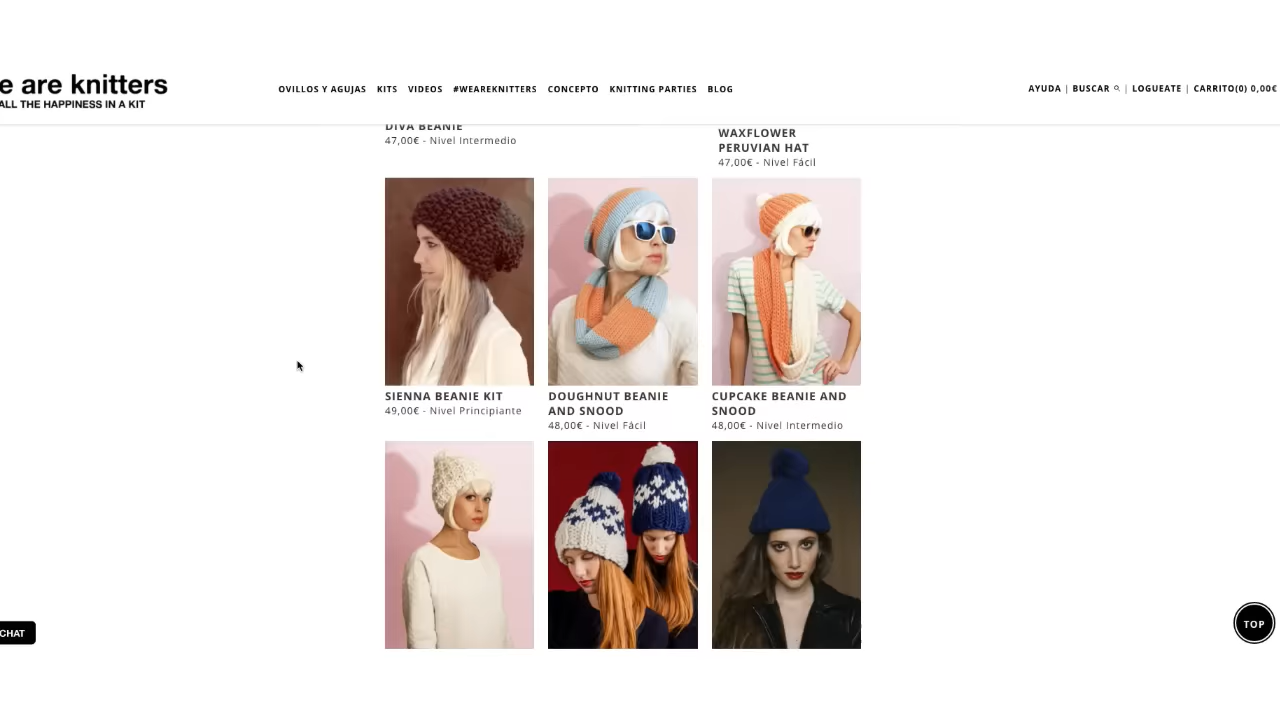 e are knitters
ALL THE HAPPINESS IN A KIT
OVILLOS Y AGUJAS KITS VIDEOS #WEAREKNITTERS CONCEPTO KNITTING PARTIES BLOG
AYUDA | BUSCAR | LOGUEATE | CARRITO(0) 0,00€
DIVA BEANIE
47,00€ - Nivel Intermedio
WAXFLOWER
PERUVIAN HAT
47,00€ - Nivel Fácil
SIENNA BEANIE KIT
49,00€ - Nivel Principiante
DOUGHNUT BEANIE
AND SNOOD
48,00€ - Nivel Fácil
CUPCAKE BEANIE AND
SNOOD
48,00€ - Nivel Intermedio
CHAT
TOP